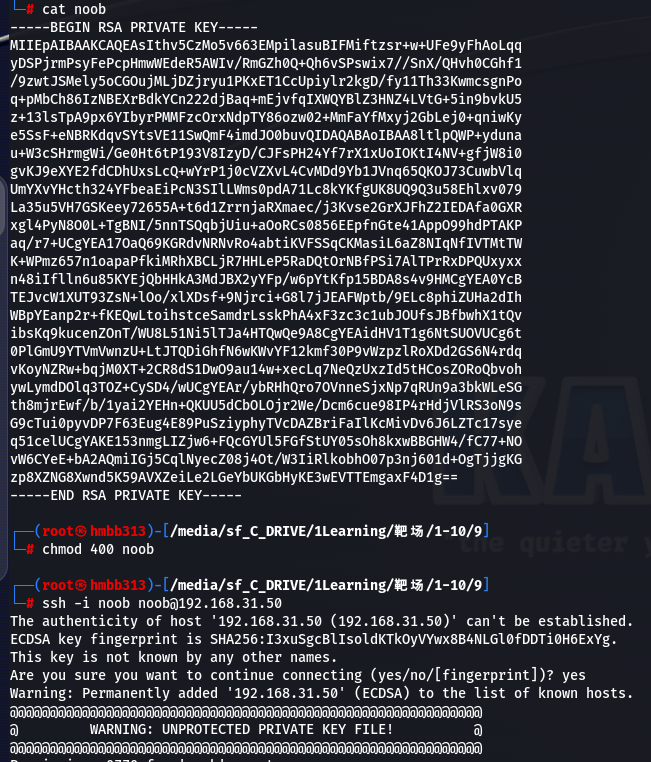 └─# cat noob
-----BEGIN RSA PRIVATE KEY-----
MIIEpAIBAAKCAQEAsIthv5CzMo5v663EMpilasuBIFMiftzsr+w+UFe9yFhAoLqq
yDSPjrmPsyFePcpHmwWEdeR5AWIv/RmGZh0Q+Qh6vSPswix7//SnX/QHvh0CGhf1
/9zwtJSMely5oCGOujMLjDZjryu1PKxET1CcUpiylr2kgD/fy11Th33KwmcsgnPo
q+pMbCh86IzNBEXrBdkYCn222djBaq+mEjvfqIXWQYBlZ3HNZ4LVtG+5in9bvkU5
z+13lsTpA9px6YIbyrPMMFzcOrxNdpTY86ozw02+MmFaYfMxyj2GbLej0+qniwKy
e5SsF+eNBRKdqvSYtsVE11SwQmF4imdJO0buvQIDAQABAoIBAA8ltlpQWP+yduna
u+W3cSHrmgWi/Ge0Ht6tP193V8IzyD/CJFsPH24Yf7rX1xUoIOKtI4NV+gfjW8i0
gvKJ9eXYE2fdCDhUxsLcQ+wYrP1j0cVZXvL4CvMDd9Yb1JVnq65QKOJ73CuwbVlq
UmYXvYHcth324YFbeaEiPcN3SIlLWms0pdA71Lc8kYKfgUK8UQ9Q3u58Ehlxv079
La35u5VH7GSKeey72655A+t6d1ZrrnjaRXmaec/j3Kvse2GrXJFhZ2IEDAfa0GXR
xgl4PyN8O0L+TgBNI/5nnTSQqbjUiu+aOoRCs0856EEpfnGte41AppO99hdPTAKP
aq/r7+UCgYEA17OaQ69KGRdvNRNvRo4abtiKVFSSqCKMasiL6aZ8NIqNfIVTMtTW
K+WPmz657n1oapaPfkiMRhXBCLjR7HHLeP5RaDQtOrNBfPSi7AlTPrRxDPQUxyxx
n48iIflln6u85KYEjQbHHkA3MdJBX2yYFp/w6pYtKfp15BDA8s4v9HMCgYEA0YcB
TEJvcW1XUT93ZsN+lOo/xlXDsf+9Njrci+G8l7jJEAFWptb/9ELc8phiZUHa2dIh
WBpYEanp2r+fKEQwLtoihstceSamdrLsskPhA4xF3zc3c1ubJOUfsJBfbwhX1tQv
ibsKq9kucenZOnT/WU8L51Ni5lTJa4HTQwQe9A8CgYEAidHV1T1g6NtSUOVUCg6t
0PlGmU9YTVmVwnzU+LtJTQDiGhfN6wKWvYF12kmf30P9vWzpzlRoXDd2GS6N4rdq
vKoyNZRw+bqjM0XT+2CR8dS1DwO9au14w+xecLq7NeQzUxzId5tHCosZORoQbvoh
ywLymdDOlq3TOZ+CySD4/wUCgYEAr/ybRHhQro7OVnneSjxNp7qRUn9a3bkWLeSG
th8mjrEwf/b/1yai2YEHn+QKUU5dCbOLOjr2We/Dcm6cue98IP4rHdjVlRS3oN9s
G9cTui0pyvDP7F63Eug4E89PuSziyphyTVcDAZBriFaIlKcMivDv6J6LZTc17sye
q51celUCgYAKE153nmgLIZjw6+FQcGYUl5FGfStUY05sOh8kxwBBGHW4/fC77+NO
vW6CYeE+bA2AQmiIGj5CqlNyecZ08j4Ot/W3IiRlkobhO07p3nj601d+OgTjjgKG
zp8XZNG8Xwnd5K59AVXZeiLe2LGeYbUKGbHyKE3wEVTTEmgaxF4D1g==
-----END RSA PRIVATE KEY-----
┌──(root㉿hmbb313)-[/media/sf_C_DRIVE/1Learning/靶场/1-10/9]
└─# chmod 400 noob
┌──(root㉿hmbb313)-[/media/sf_C_DRIVE/1Learning/靶场/1-10/9]
└─# ssh -i noob noob@192.168.31.50
The authenticity of host '192.168.31.50 (192.168.31.50)' can't be established.
ECDSA key fingerprint is SHA256:I3xuSgcBlIsoldKTkOyVYwx8B4NLGl0fDDTi0H6ExYg.
This key is not known by any other names.
Are you sure you want to continue connecting (yes/no/[fingerprint])? yes
Warning: Permanently added '192.168.31.50' (ECDSA) to the list of known hosts.
@@@@@@@@@@@@@@@@@@@@@@@@@@@@@@@@@@@@@@@@@@@@@@@@@@@@@@@@@@@
@         WARNING: UNPROTECTED PRIVATE KEY FILE!          @
@@@@@@@@@@@@@@@@@@@@@@@@@@@@@@@@@@@@@@@@@@@@@@@@@@@@@@@@@@@
KA
the quieter